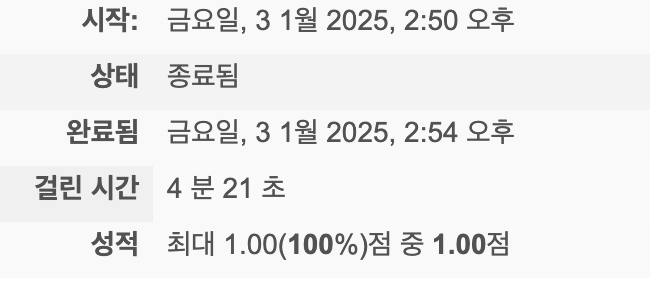 시작: 금요일, 3 1월 2025, 2:50 오후
상태 종료됨
완료됨 금요일, 3 1월 2025, 2:54 오후
걸린 시간 4 분 21 초
성적 최대 1.00(100%)점 중 1.00점